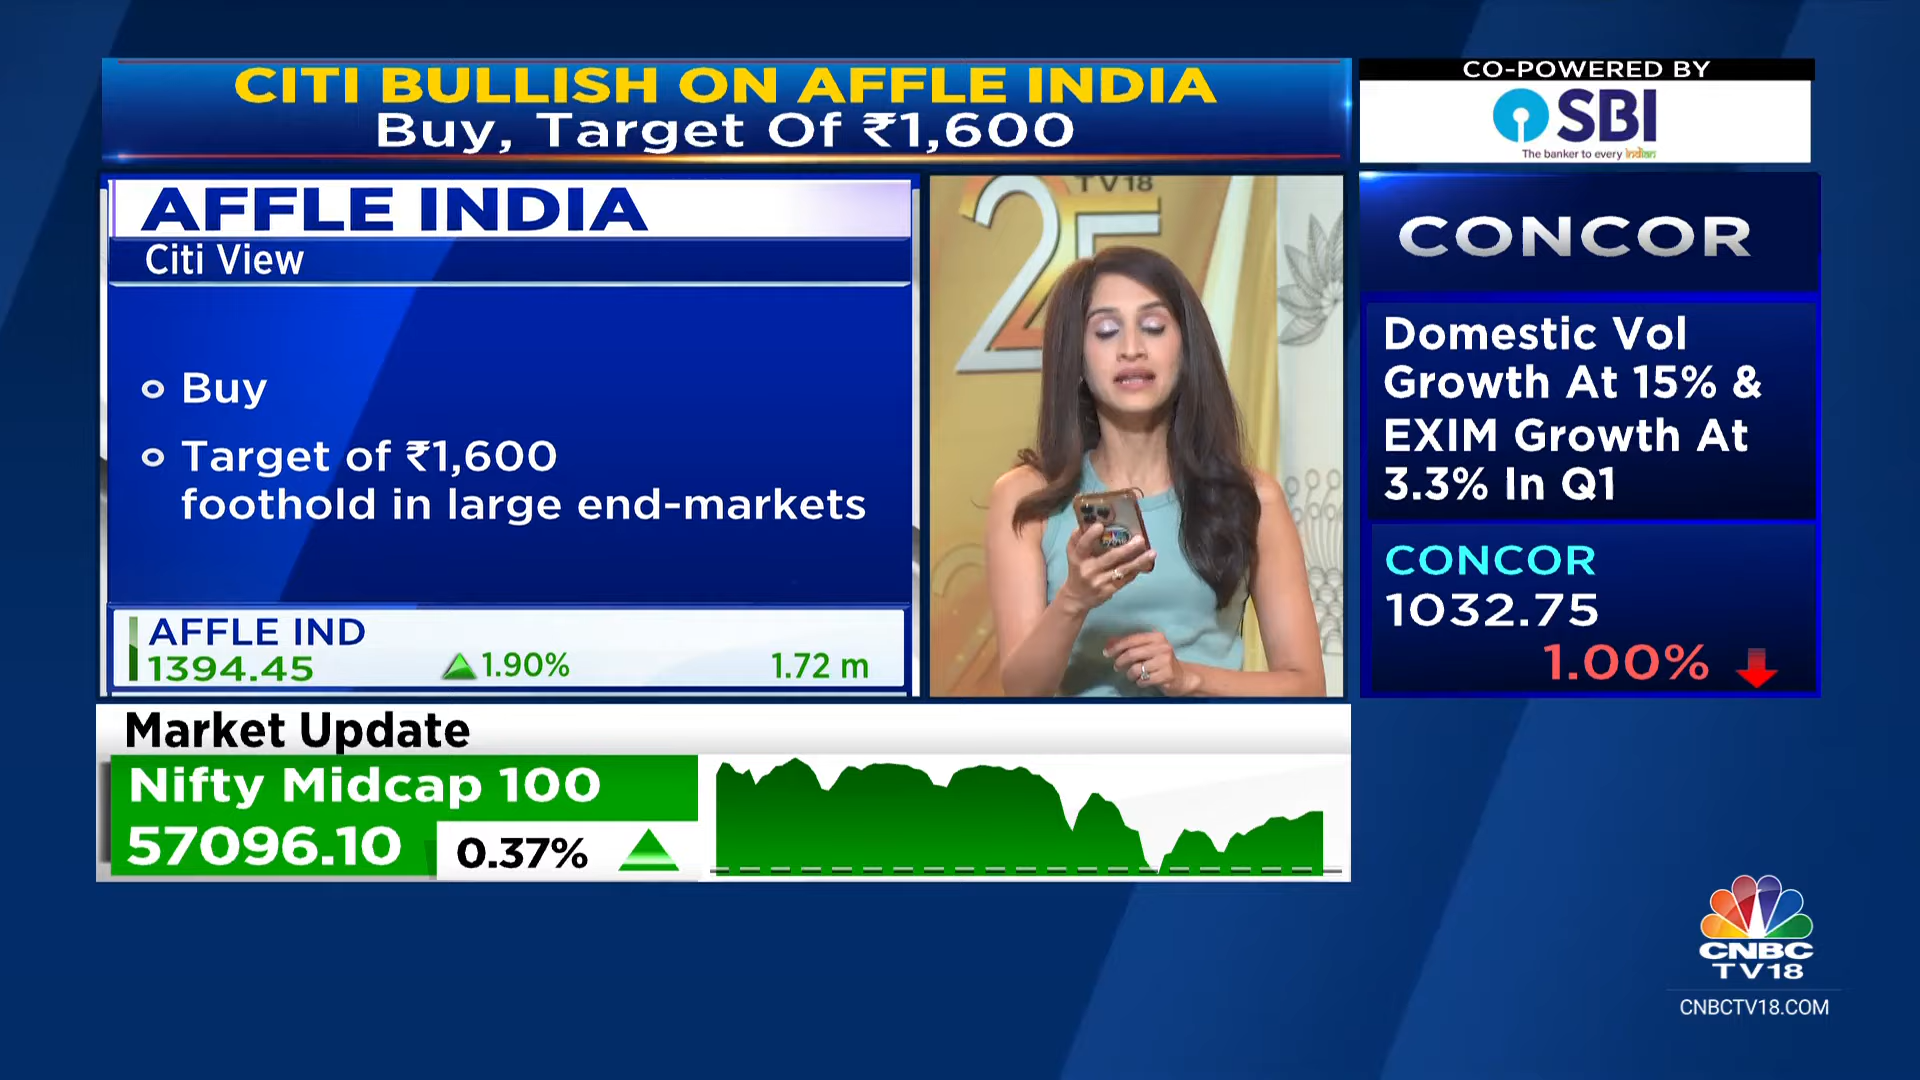 CITI BULLISH ON AFFLE INDIA
Buy, Target Of ₹1,600
CO-POWERED BY
SBI
The banker to every indian
AFFLE INDIA
Citi View
Buy
Target of ₹1,600
foothold in large end-markets
AFFLE IND
1394.45 1.90% 1.72 m
TV18
25
CONCOR
Domestic Vol
Growth At 15% &
EXIM Growth At
3.3% In Q1
CONCOR
1032.75
1.00%
Market Update
Nifty Midcap 100
57096.10 0.37%
CNBC
TV18
CNBCTV18.COM